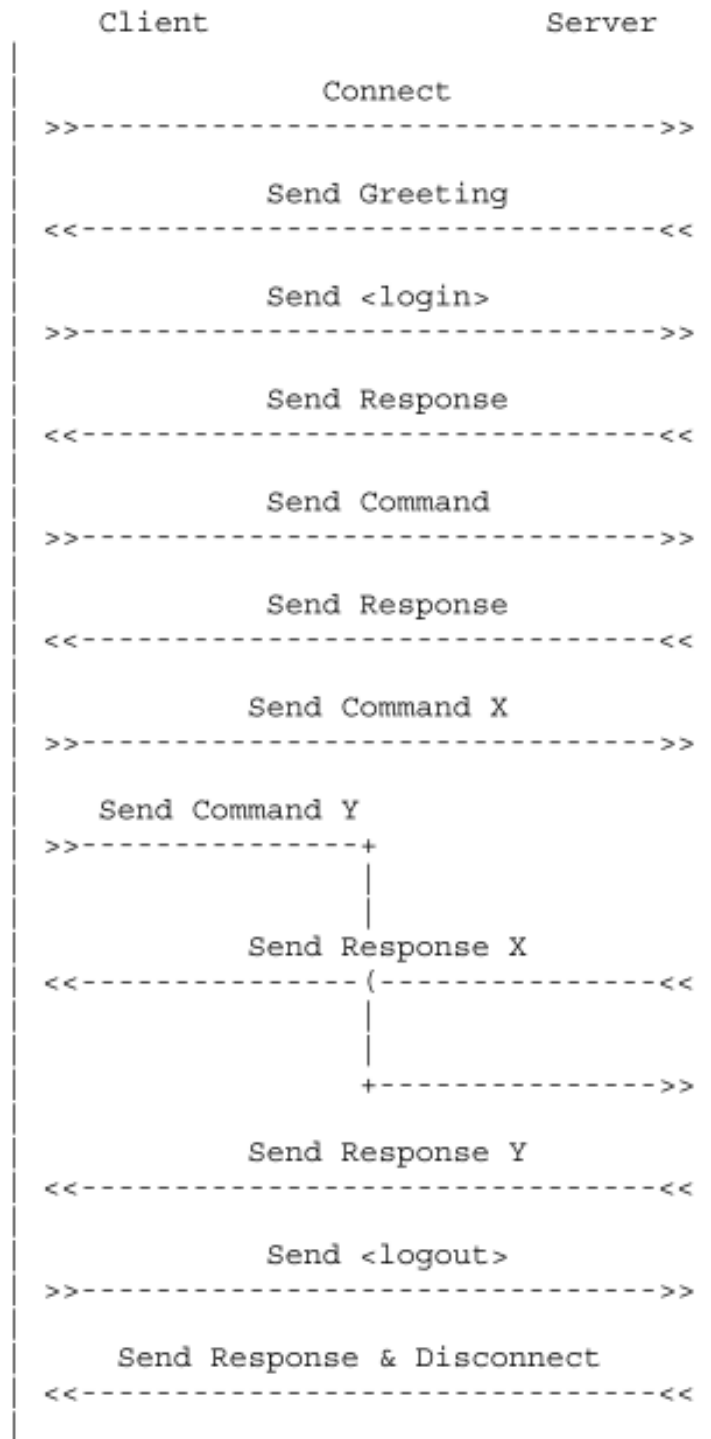 Client Server
Connect
>>------------------------------->>
Send Greeting
<<-------------------------------<<
Send <login>
>>------------------------------->>
Send Response
<<-------------------------------<<
Send Command
>>------------------------------->>
Send Response
<<-------------------------------<<
Send Command X
>>------------------------------->>
Send Command Y
>>---------------+
|
|
Send Response X
<<---------------(---------------<<
|
|
+--------------->>
Send Response Y
<<-------------------------------<<
Send <logout>
>>------------------------------->>
Send Response & Disconnect
<<-------------------------------<<